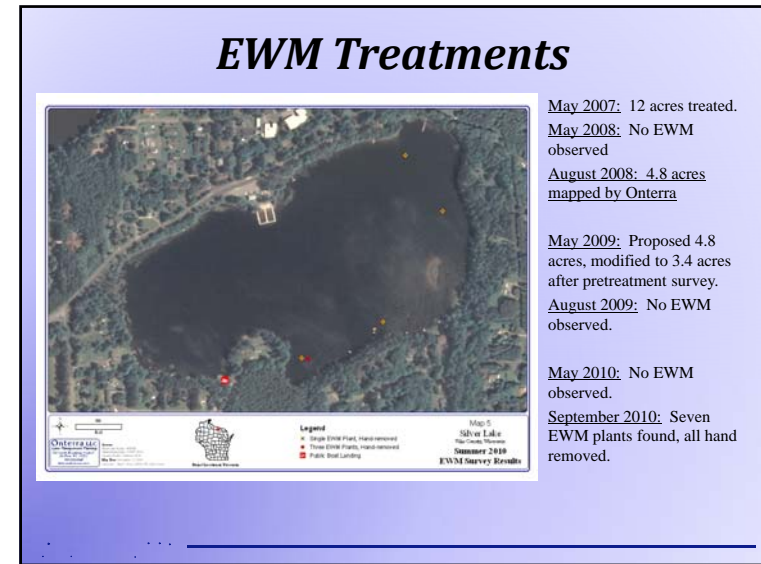 EWM Treatments
May 2007: 12 acres treated.
May 2008: No EWM
observed
August 2008: 4.8 acres
mapped by Onterra
May 2009: Proposed 4.8
acres, modified to 3.4 acres
after pretreatment survey.
August 2009: No EWM
observed.
May 2010: No EWM
observed.
September 2010: Seven
EWM plants found, all hand
removed.
Onterra LLC
Legend
Single EWM Plant, Hand-removed
Three EWM Plants, Hand-removed
Public Boat Landing
Map 5
Silver Lake
Summer 2010
EWM Survey Results